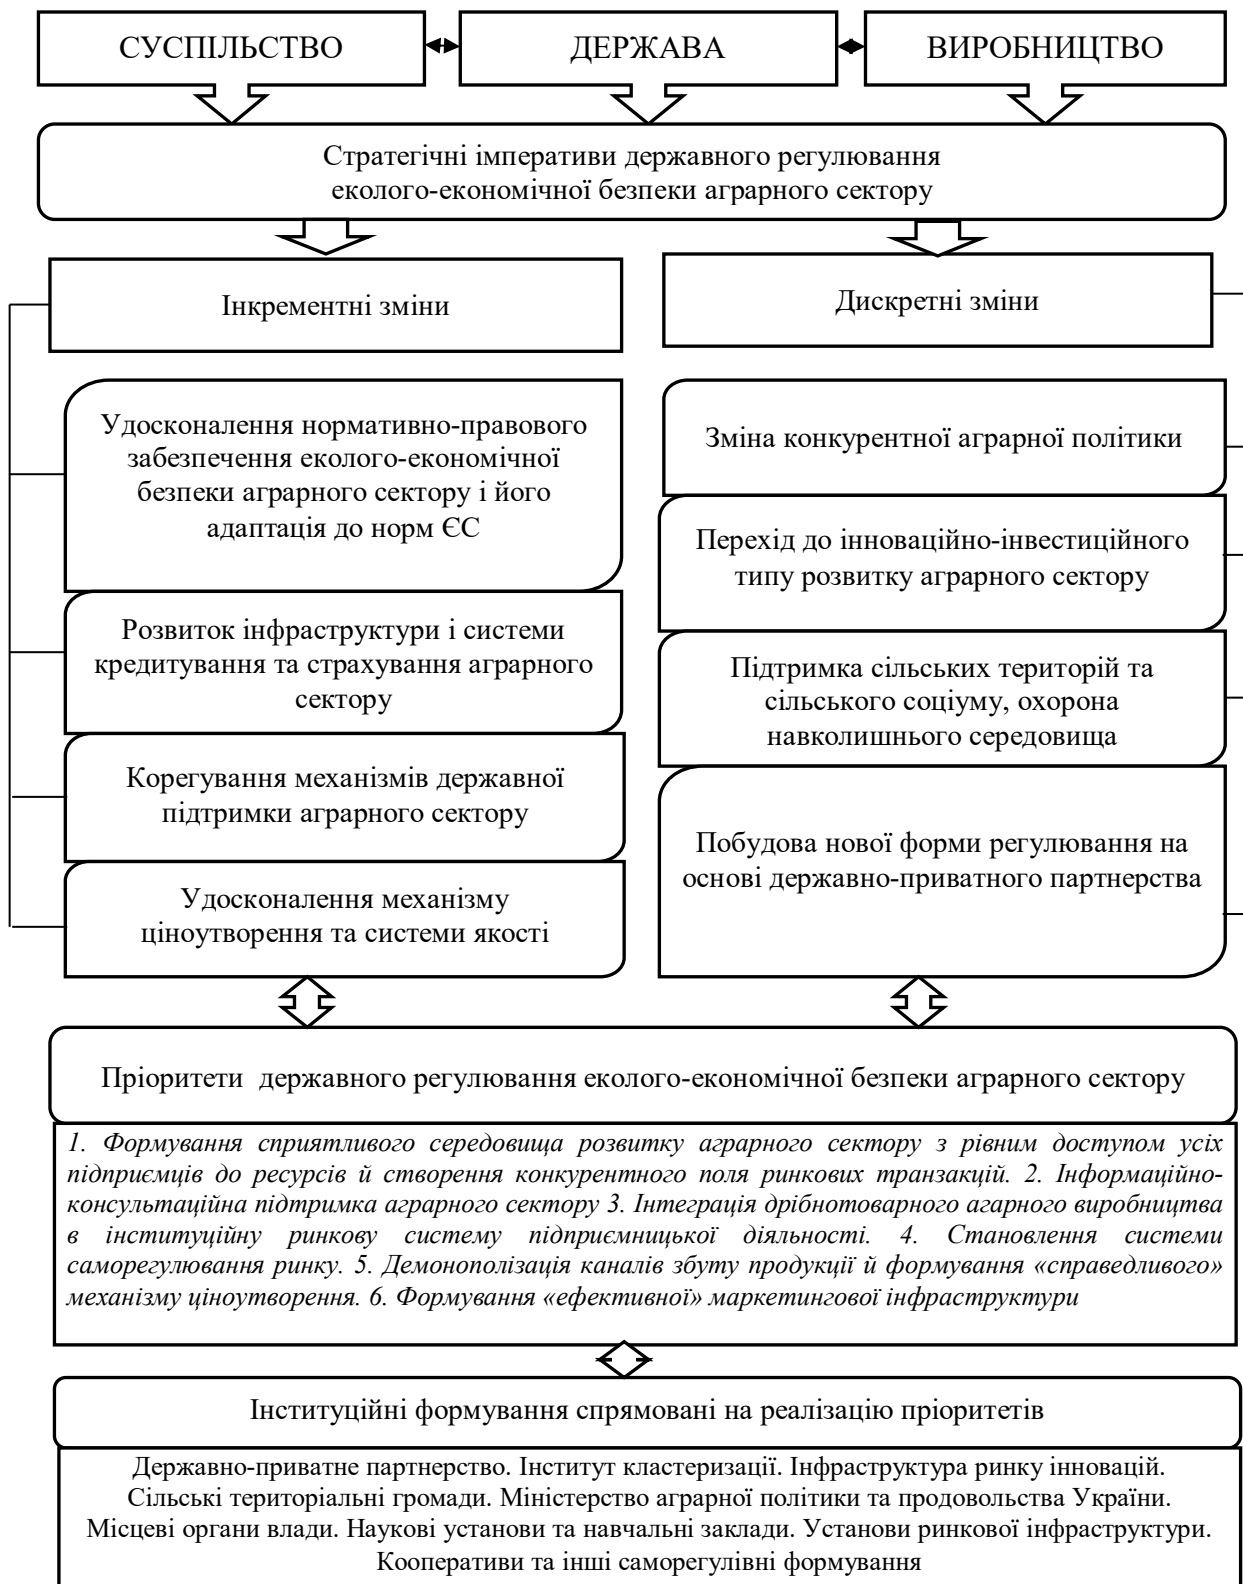 СУСПІЛЬСТВО
ДЕРЖАВА
ВИРОБНИЦТВО
Стратегічні імперативи державного регулювання
еколого-економічної безпеки аграрного сектору
Інкрементні зміни
Дискретні зміни
Удосконалення нормативно-правового
забезпечення еколого-економічної
безпеки аграрного сектору і його
адаптація до норм ЄС
Розвиток інфраструктури і системи
кредитування та страхування аграрного
сектору
Корегування механізмів державної
підтримки аграрного сектору
Удосконалення механізму
ціноутворення та системи якості
Зміна конкурентної аграрної політики
Перехід до інноваційно-інвестиційного
типу розвитку аграрного сектору
Підтримка сільських територій та
сільського соціуму, охорона
навколишнього середовища
Побудова нової форми регулювання на
основі державно-приватного партнерства
Пріоритети державного регулювання еколого-економічної безпеки аграрного сектору
1. Формування сприятливого середовища розвитку аграрного сектору з рівним доступом усіх
підприємців до ресурсів й створення конкурентного поля ринкових транзакцій. 2. Інформаційно-
консультаційна підтримка аграрного сектору 3. Інтеграція дрібнотоварного агарного виробництва
в інституційну ринкову систему підприємницької діяльності. 4. Становлення системи
саморегулювання ринку. 5. Демонополізація каналів збуту продукції й формування «справедливого»
механізму ціноутворення. 6. Формування «ефективної» маркетингової інфраструктури
Інституційні формування спрямовані на реалізацію пріоритетів
Державно-приватне партнерство. Інститут кластеризації. Інфраструктура ринку інновацій.
Сільські територіальні громади. Міністерство аграрної політики та продовольства України.
Місцеві органи влади. Наукові установи та навчальні заклади. Установи ринкової інфраструктури.
Кооперативи та інші саморегулівні формування